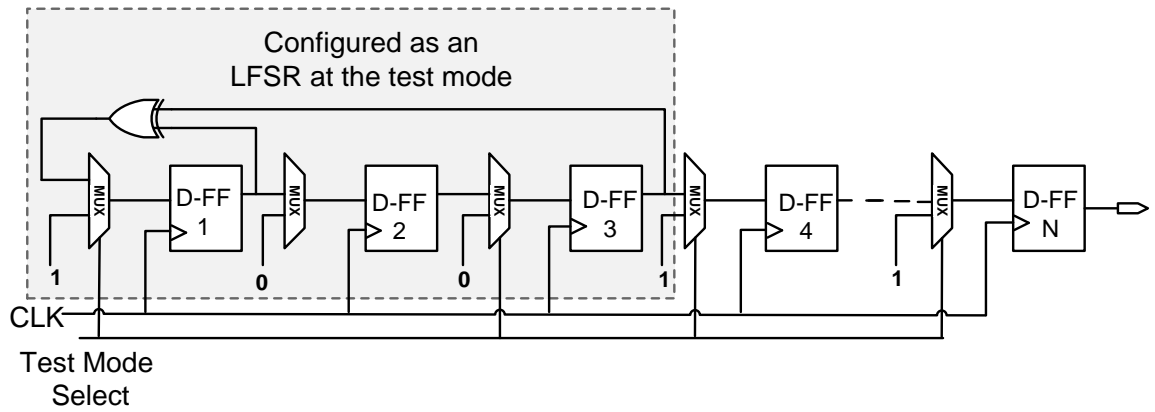 Configured as an
LFSR at the test mode
MUX
D-FF
1
MUX
D-FF
2
MUX
D-FF
3
MUX
D-FF
4
MUX
D-FF
N
1
0
0
1
1
CLK
Test Mode
Select